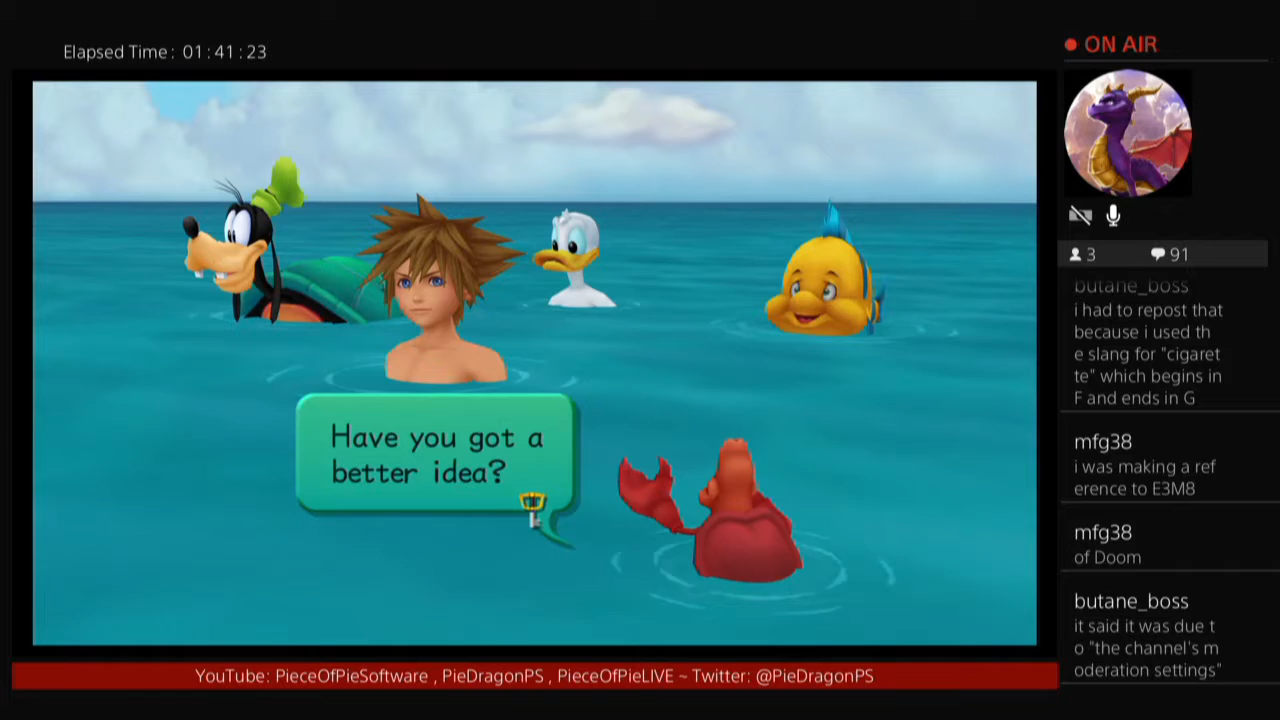 Elapsed Time: 01:41:23
ON AIR
3 91
butane_boss
i had to repost that
because i used th
e slang for "cigaret
te" which begins in
F and ends in G
mfg38
i was making a ref
erence to E3M8
mfg38
of Doom
butane_boss
it said it was due t
o "the channel's m
oderation settings"
Have you got a
better idea?
YouTube: PieceOfPieSoftware , PieDragonPS , PieceOfPieLIVE ~ Twitter: @PieDragonPS